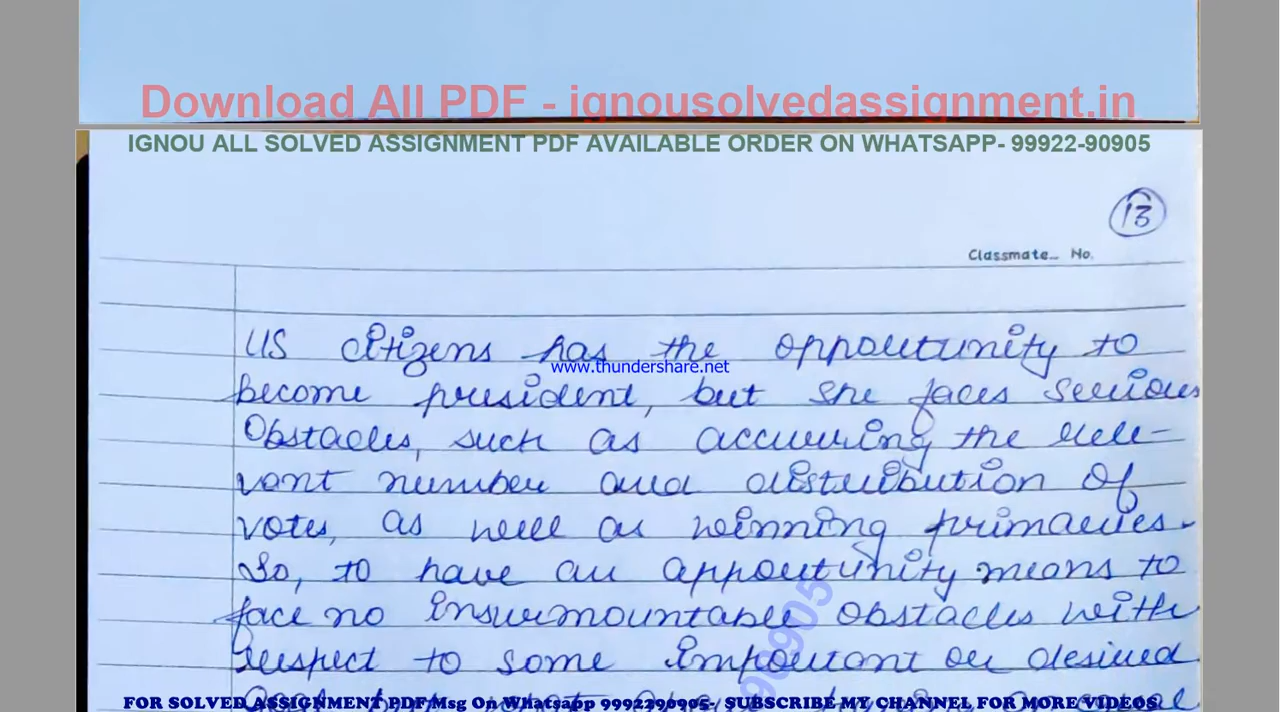 Download All PDF - ignousolvedassignment.in
IGNOU ALL SOLVED ASSIGNMENT PDF AVAILABLE ORDER ON WHATSAPP- 99922-90905
13
Classmate No.
US citizens has the opportunity to
www.thundershare.net
become president, but she faces serious
Obstacles, such as accuuring the rele-
vant number and distribution of
votes, as well as winning primaries.
So, to have an appourtunity means to
face no insurmountable obstacles with
90905
respect to some important or desired
FOR SOLVED ASSIGNMENT PDF Msg On Whatsapp 9992290905- SUBSCRIBE MY CHANNEL FOR MORE VIDEOS